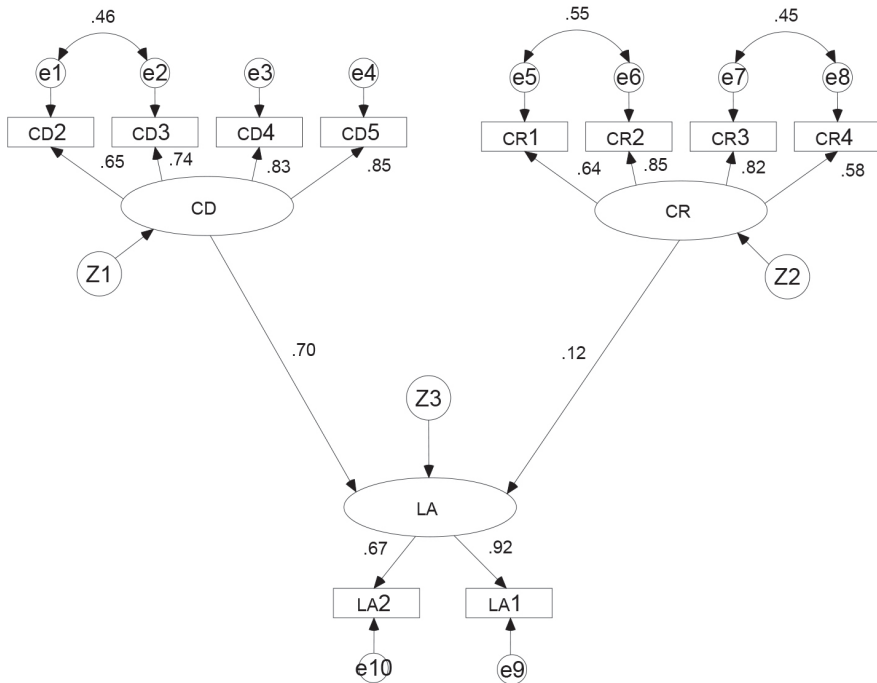 .46
.55
.45
e1
e2
e3
e4
e5
e6
e7
e8
CD2
CD3
CD4
CD5
CR1
CR2
CR3
CR4
.65
.74
.83
.85
.64
.85
.82
.58
CD
CR
Z1
Z2
.70
.12
Z3
LA
.67
.92
LA2
LA1
e10
e9